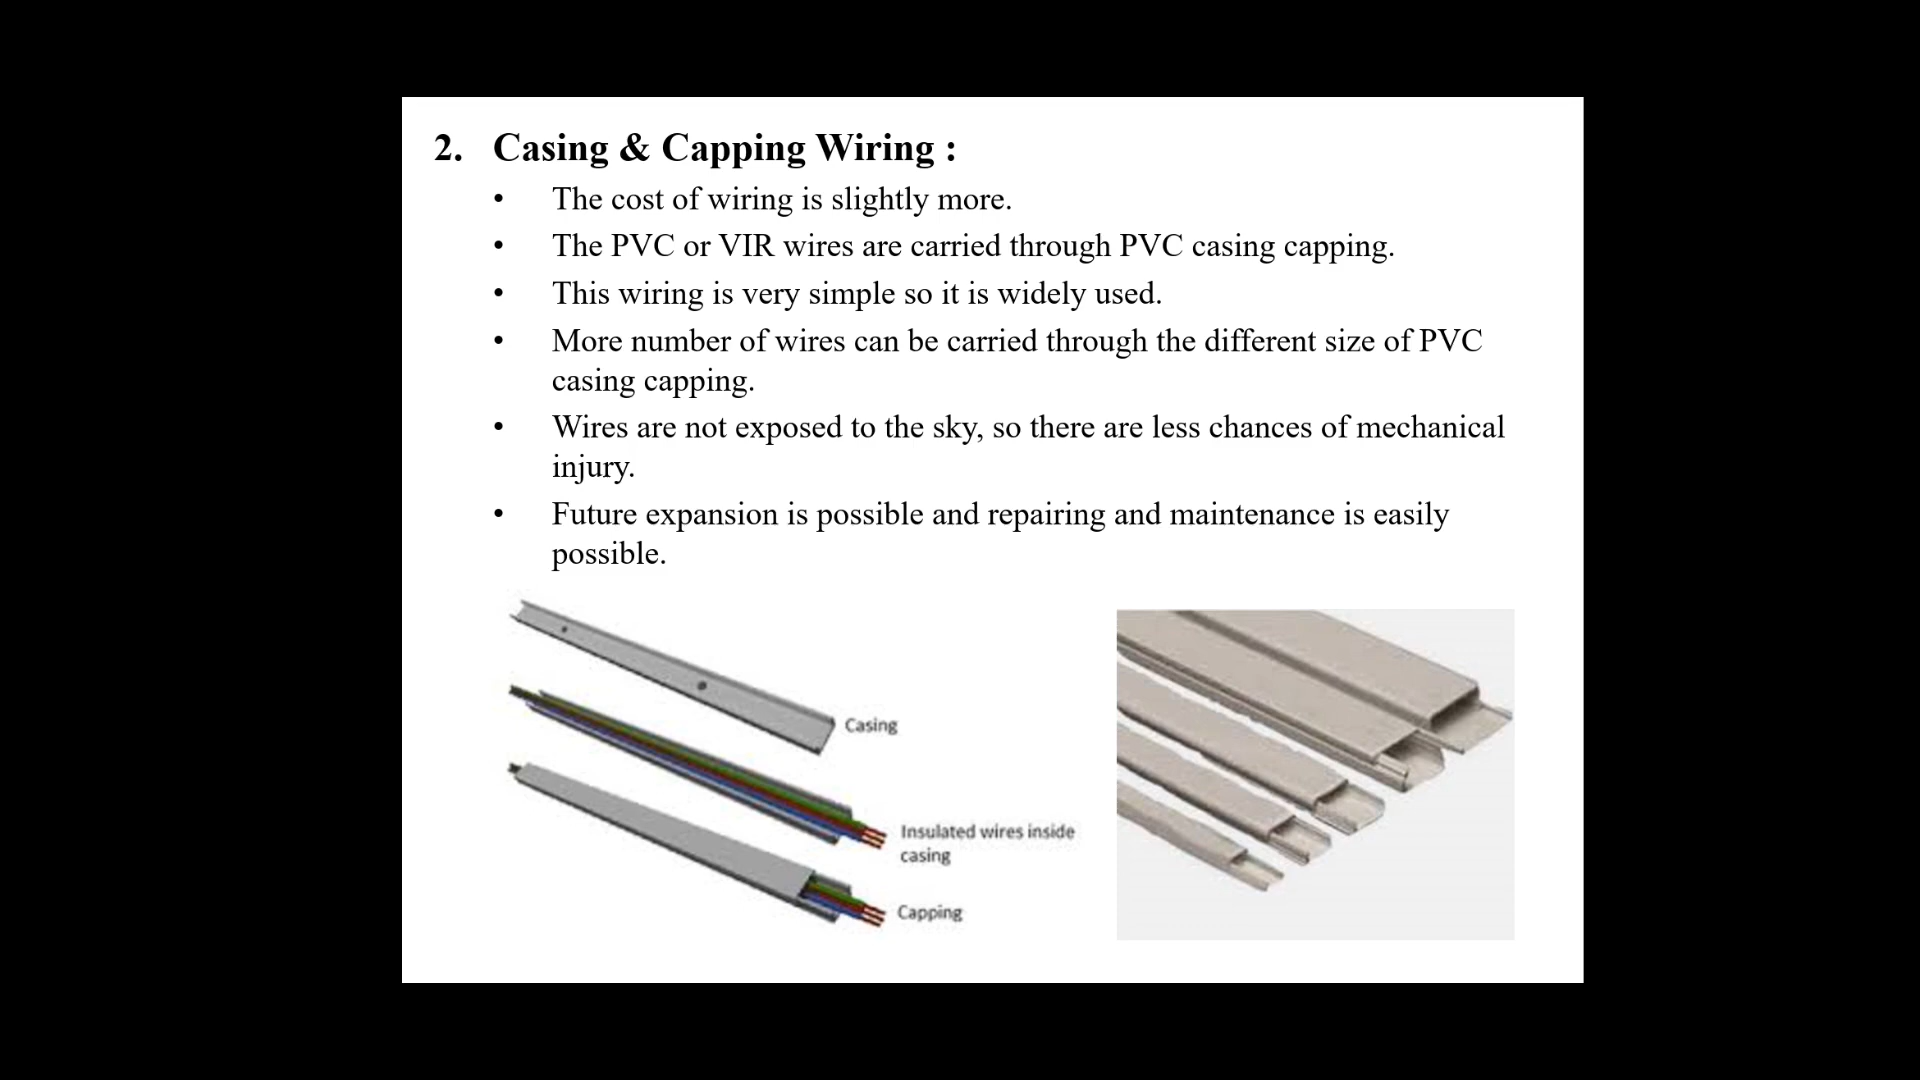 2. Casing & Capping Wiring :
• The cost of wiring is slightly more.
• The PVC or VIR wires are carried through PVC casing capping.
• This wiring is very simple so it is widely used.
• More number of wires can be carried through the different size of PVC
casing capping.
• Wires are not exposed to the sky, so there are less chances of mechanical
injury.
• Future expansion is possible and repairing and maintenance is easily
possible.
Casing
Insulated wires inside
casing
Capping